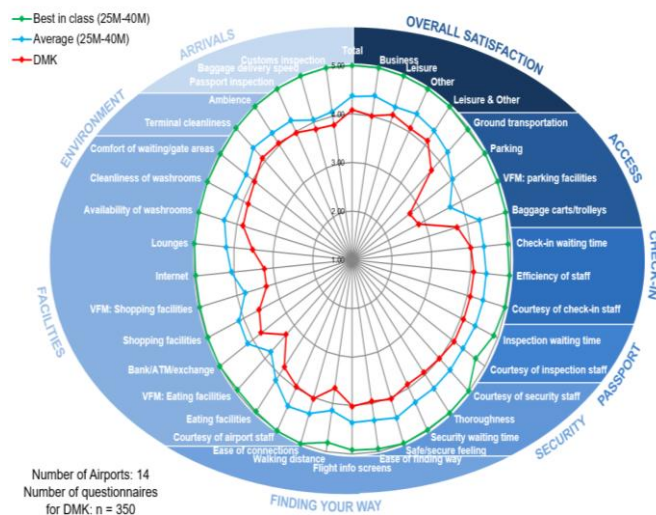 Best in class (25M-40M)
Average (25M-40M)
DMK
OVERALL SATISFACTION
ACCESS
CHECK-IN
PASSPORT
SECURITY
FINDING YOUR WAY
FACILITIES
ENVIRONMENT
ARRIVALS
Total
Business
Leisure
Other
Leisure & Other
Ground transportation
Parking
VFM: parking facilities
Baggage carts/trolleys
Check-in waiting time
Efficiency of staff
Courtesy of check-in staff
Inspection waiting time
Courtesy of inspection staff
Courtesy of security staff
Thoroughness
Security waiting time
Safe/secure feeling
Ease of finding way
Flight info screens
Walking distance
Ease of connections
Courtesy of airport staff
Eating facilities
VFM: Eating facilities
Bank/ATM/exchange
Shopping facilities
VFM: Shopping facilities
Internet
Lounges
Availability of washrooms
Cleanliness of washrooms
Comfort of waiting/gate areas
Terminal cleanliness
Ambience
Passport inspection
Baggage delivery speed
Customs inspection
5.00
4.00
3.00
2.00
1.00
Number of Airports: 14
Number of questionnaires
for DMK: n = 350